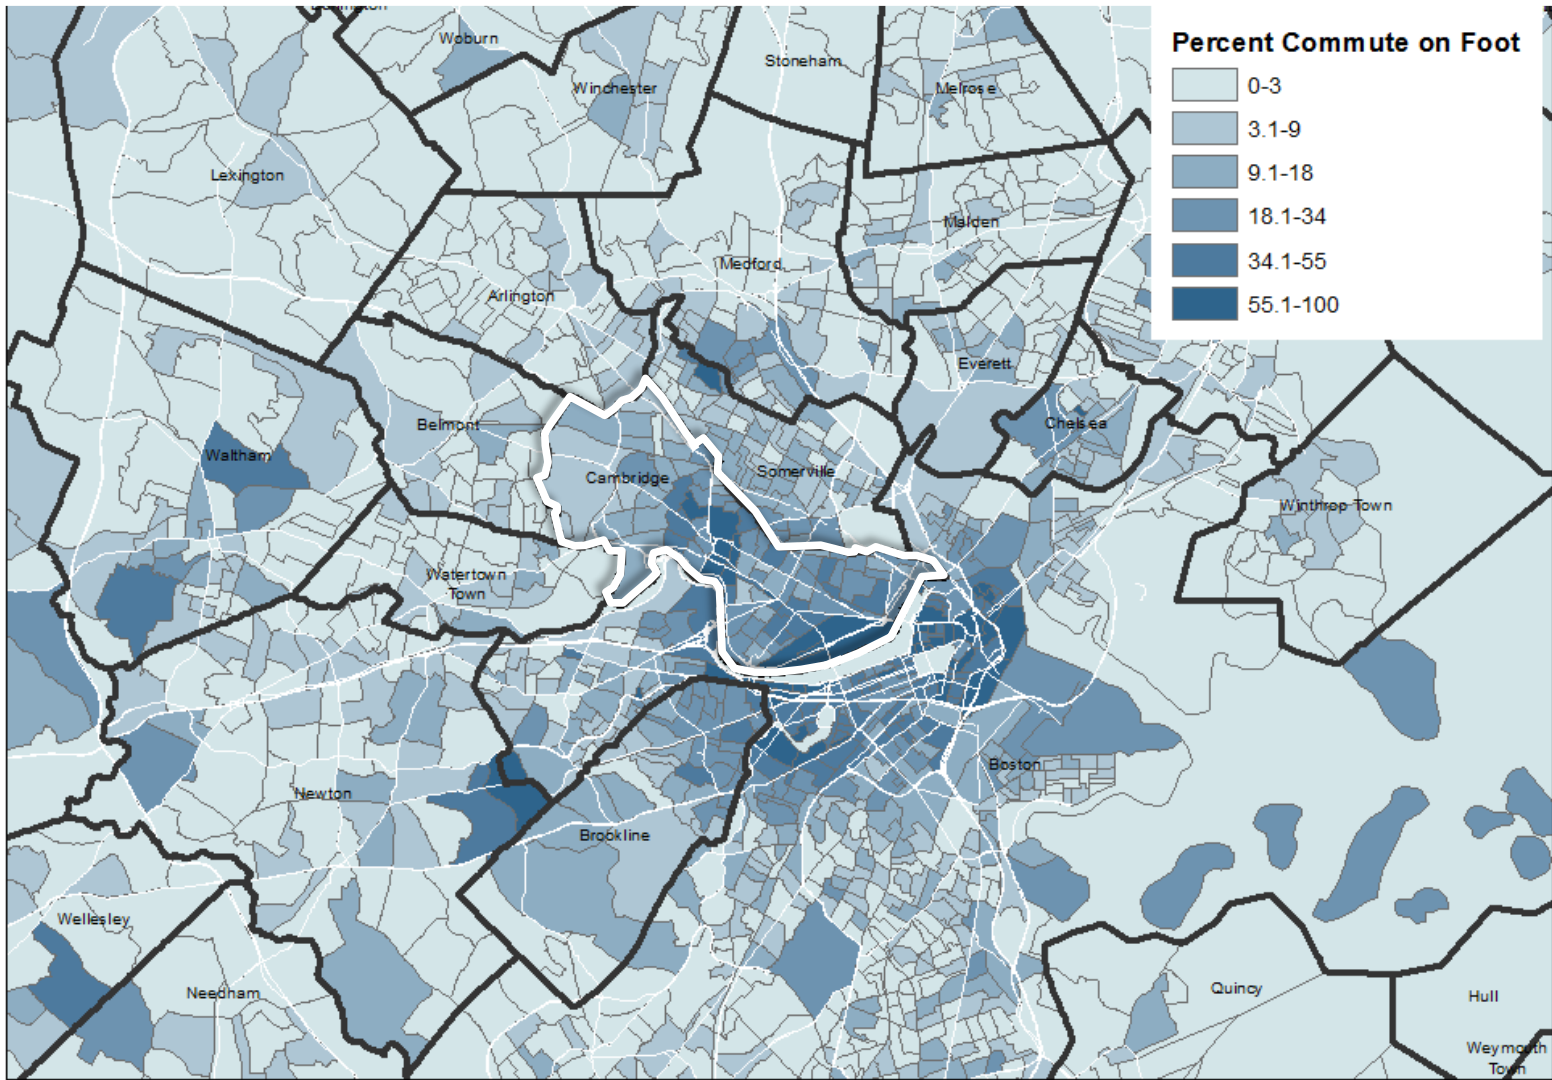 Percent Commute on Foot
0-3
3.1-9
9.1-18
18.1-34
34.1-55
55.1-100
Woburn
Stoneham
Winchester
Melrose
Lexington
Malden
Medford
Arlington
Everett
Belmont
Chelsea
Waltham
Somerville
Cambridge
Winthrop Town
Watertown
Town
Boston
Newton
Brookline
Wellesley
Needham
Quincy
Hull
Weymouth
Town